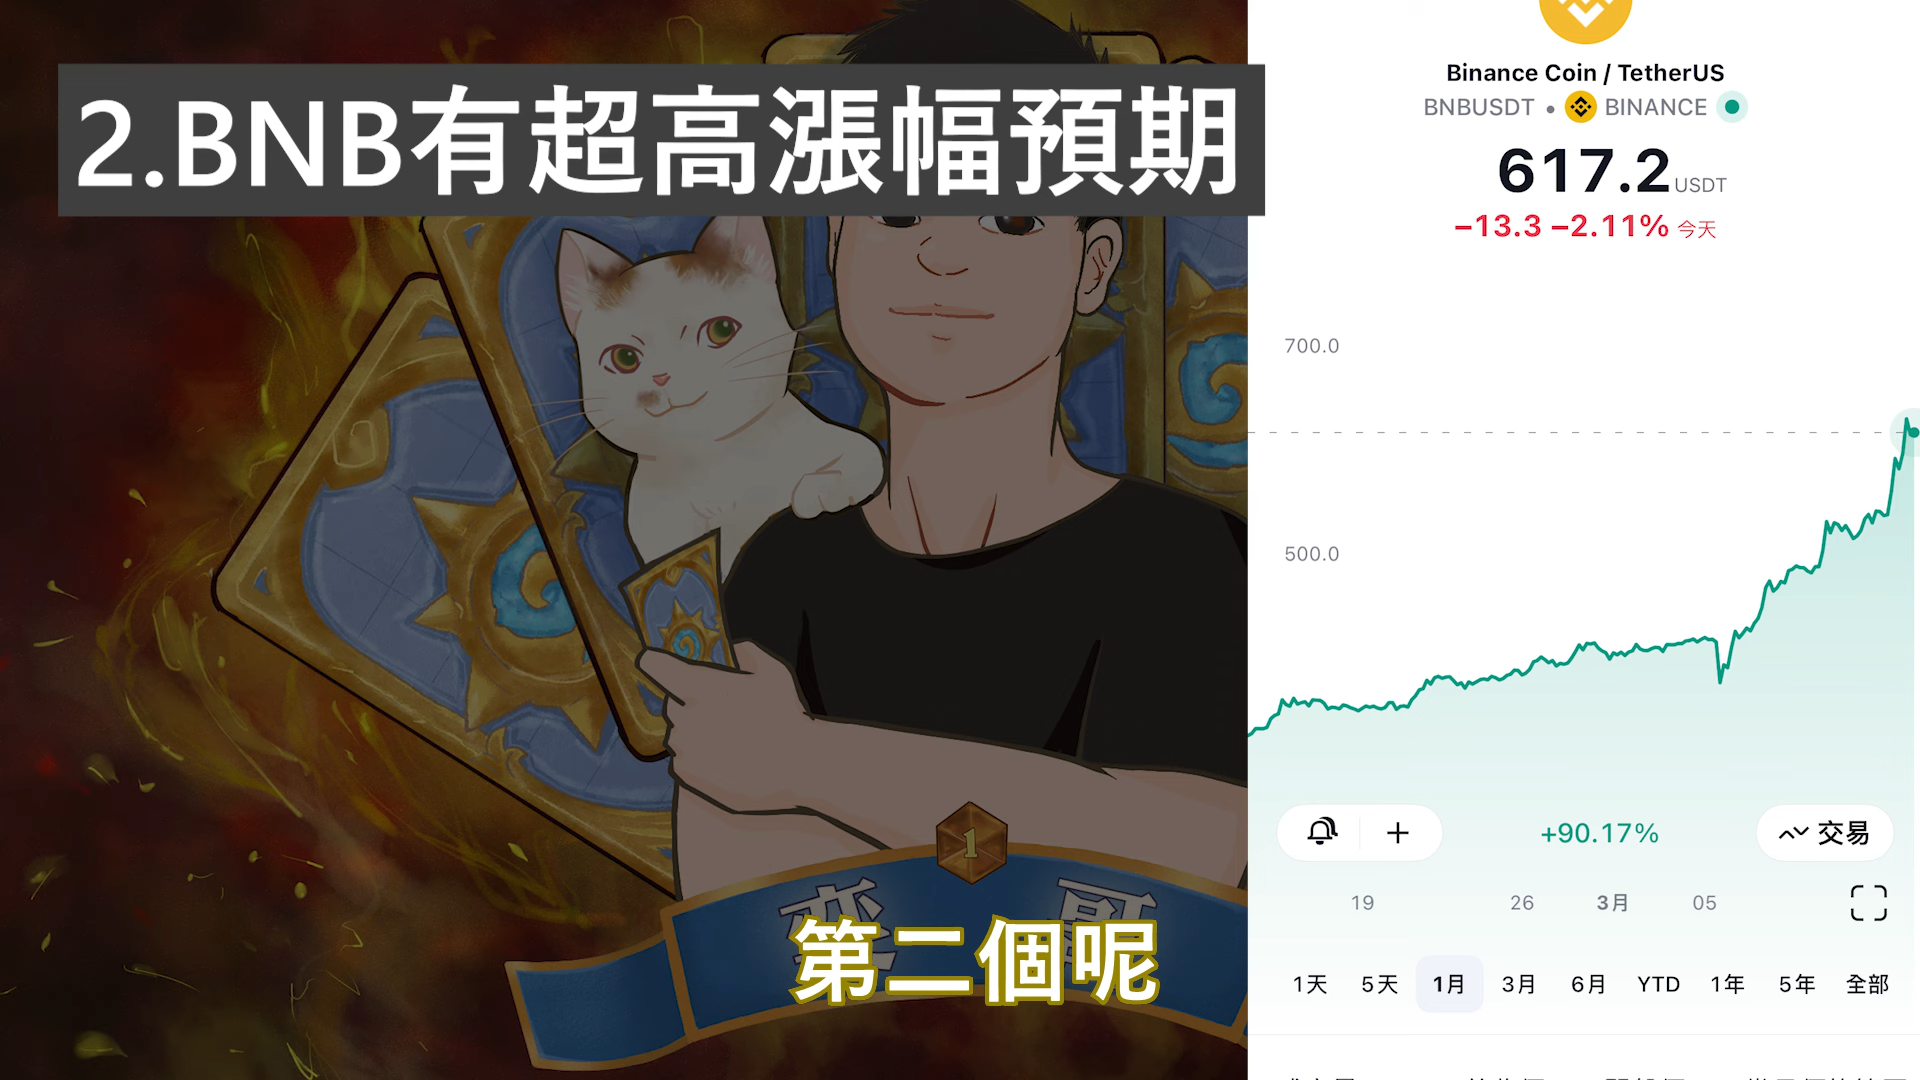 2.BNB有超高漲幅預期
1
哥
第二個呢
Binance Coin / TetherUS
BNBUSDT • BINANCE
617.2 USDT
−13.3 −2.11% 今天
700.0
500.0
+90.17%
交易
19 26 3月 05
1天 5天 1月 3月 6月 YTD 1年 5年 全部